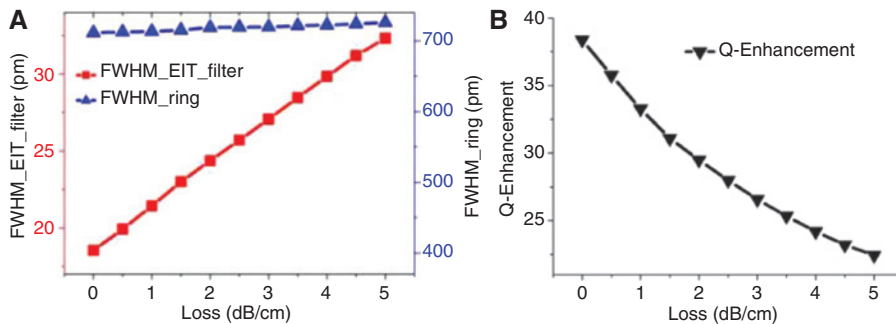 A
FWHM_EIT_filter (pm)
30
25
20
FWHM_EIT_filter
FWHM_ring
700
600
500
400
FWHM_ring (pm)
0 1 2 3 4 5
Loss (dB/cm)
B
Q-Enhancement
40
35
30
25
Q-Enhancement
0 1 2 3 4 5
Loss (dB/cm)